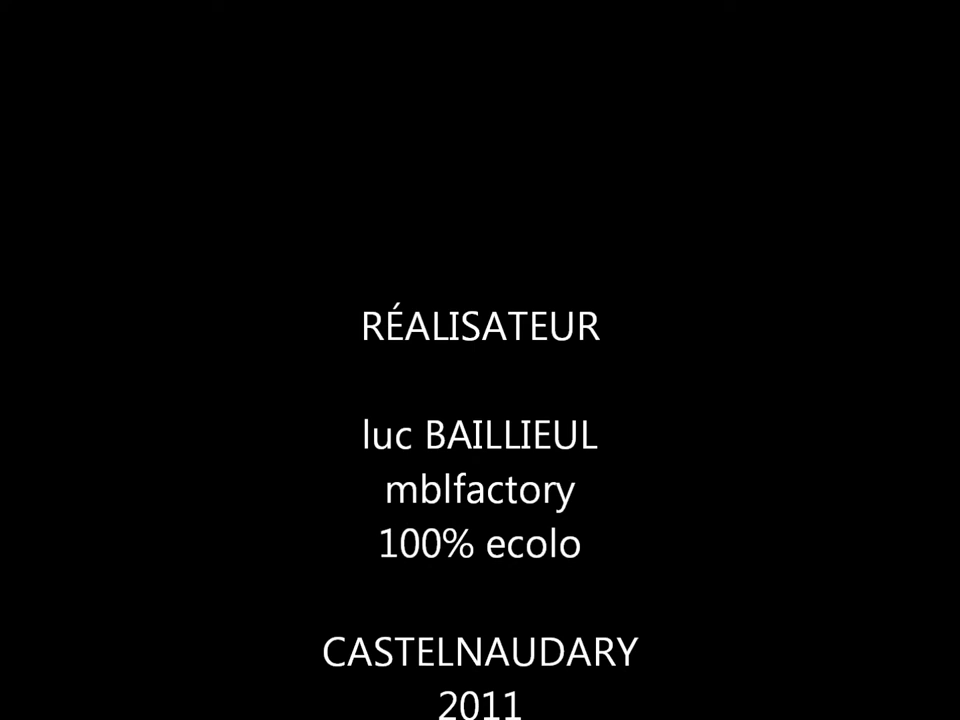 RÉALISATEUR
luc BAILLIEUL
mblfactory
100% ecolo
CASTELNAUDARY
2011